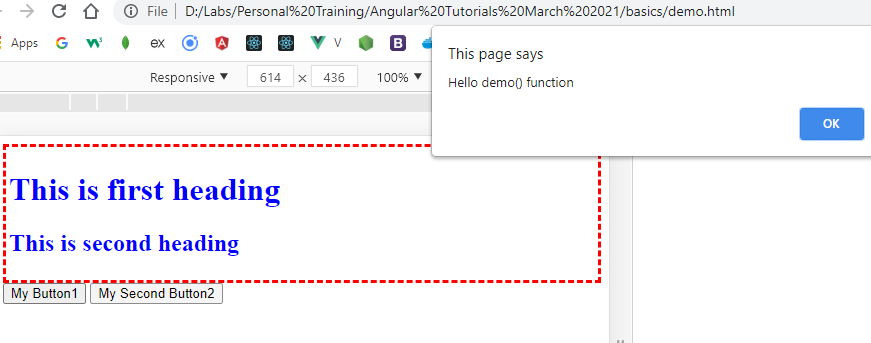 File D:/Labs/Personal%20Training/Angular%20Tutorials%20March%202021/basics/demo.html
Apps ex V
This page says
Hello demo() function
OK
Responsive ▼ 614 × 436 100% ▼
This is first heading
This is second heading
My Button1 My Second Button2